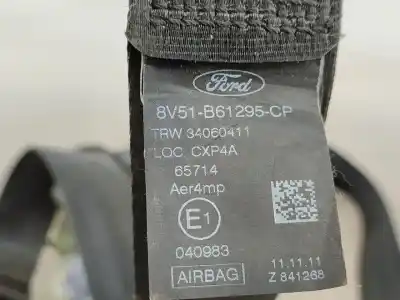 Ford
8V51-B61295-CP
TRW 34060411
LOC CXP4A
65714
Aer4mp
E1
040983
11.11.11
AIRBAG
Z 841268